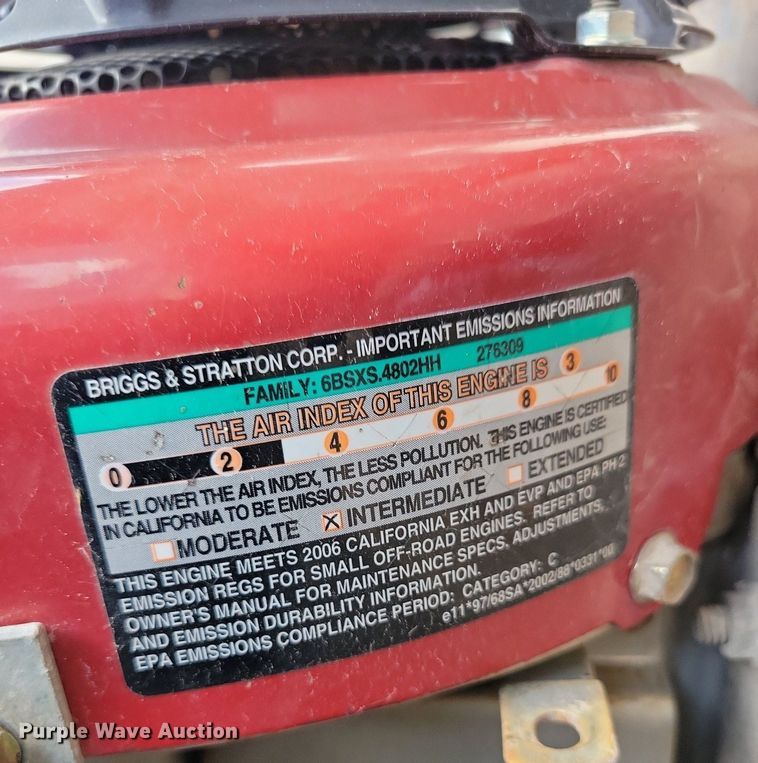 BRIGGS & STRATTON CORP. - IMPORTANT EMISSIONS INFORMATION
FAMILY: 6BSXS.4802HH 276309
THE AIR INDEX OF THIS ENGINE IS 3
0 2 4 6 8 10
THE LOWER THE AIR INDEX, THE LESS POLLUTION. THIS ENGINE IS CERTIFIED
IN CALIFORNIA TO BE EMISSIONS COMPLIANT FOR THE FOLLOWING USE:
MODERATE INTERMEDIATE EXTENDED
THIS ENGINE MEETS 2006 CALIFORNIA EXH AND EVP AND EPA PH 2
EMISSION REGS FOR SMALL OFF-ROAD ENGINES. REFER TO
OWNER'S MANUAL FOR MAINTENANCE SPECS, ADJUSTMENTS,
AND EMISSION DURABILITY INFORMATION.
EPA EMISSIONS COMPLIANCE PERIOD: CATEGORY: C
e11*97/68SA*2002/88*0331*00
Purple Wave Auction